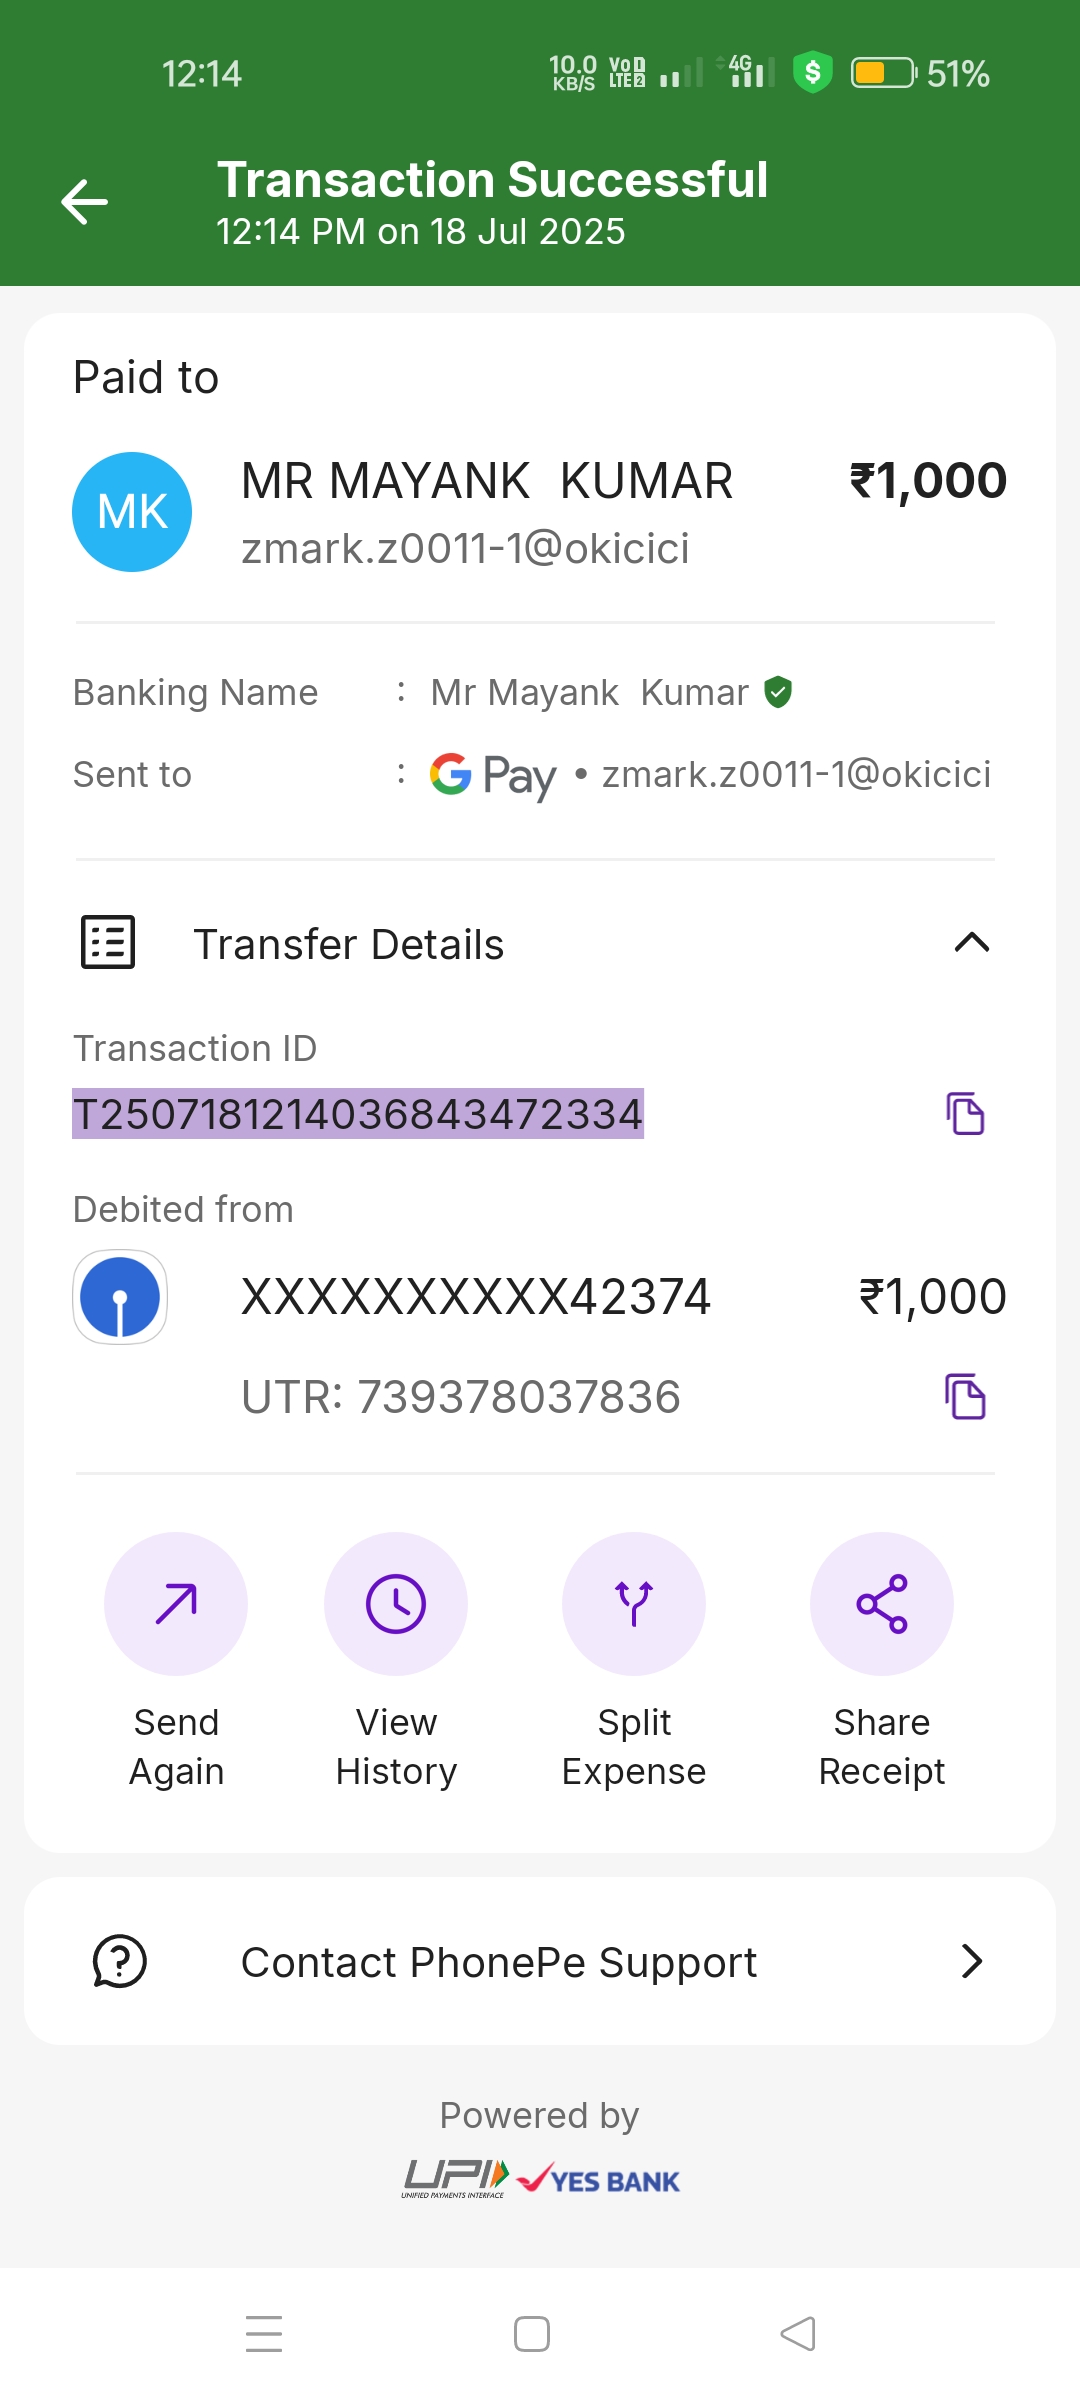 12:14
10.0 KB/S VoD LTE 2 4G $ 51%
Transaction Successful
12:14 PM on 18 Jul 2025
Paid to
MK
MR MAYANK  KUMAR ₹1,000
zmark.z0011-1@okicici
Banking Name : Mr Mayank  Kumar
Sent to : G Pay • zmark.z0011-1@okicici
Transfer Details
Transaction ID
T2507181214036843472334
Debited from
XXXXXXXXXX42374 ₹1,000
UTR: 739378037836
Send Again
View History
Split Expense
Share Receipt
Contact PhonePe Support
Powered by
UPI YES BANK
UNIFIED PAYMENTS INTERFACE